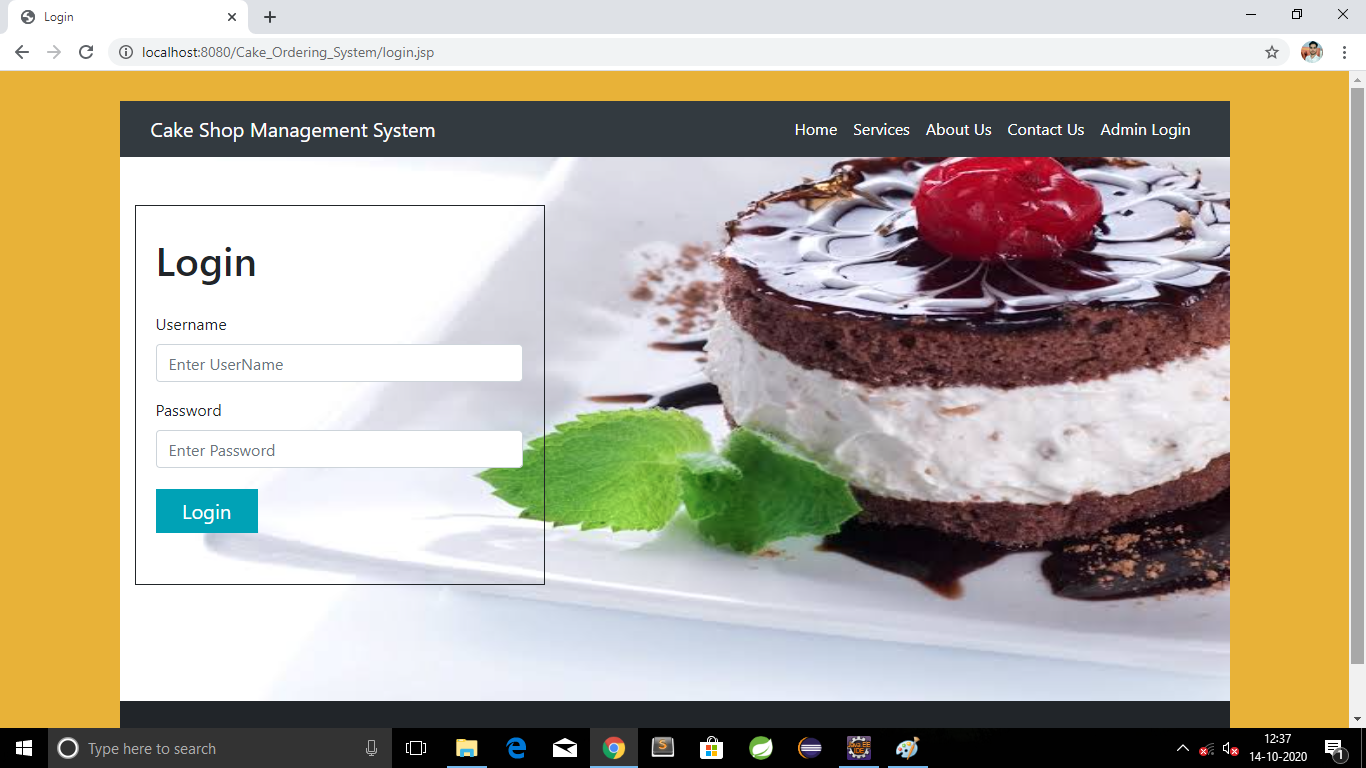 Login
localhost:8080/Cake_Ordering_System/login.jsp
Cake Shop Management System Home Services About Us Contact Us Admin Login
Login
Username
Enter UserName
Password
Enter Password
Login
Type here to search
12:37
14-10-2020
1